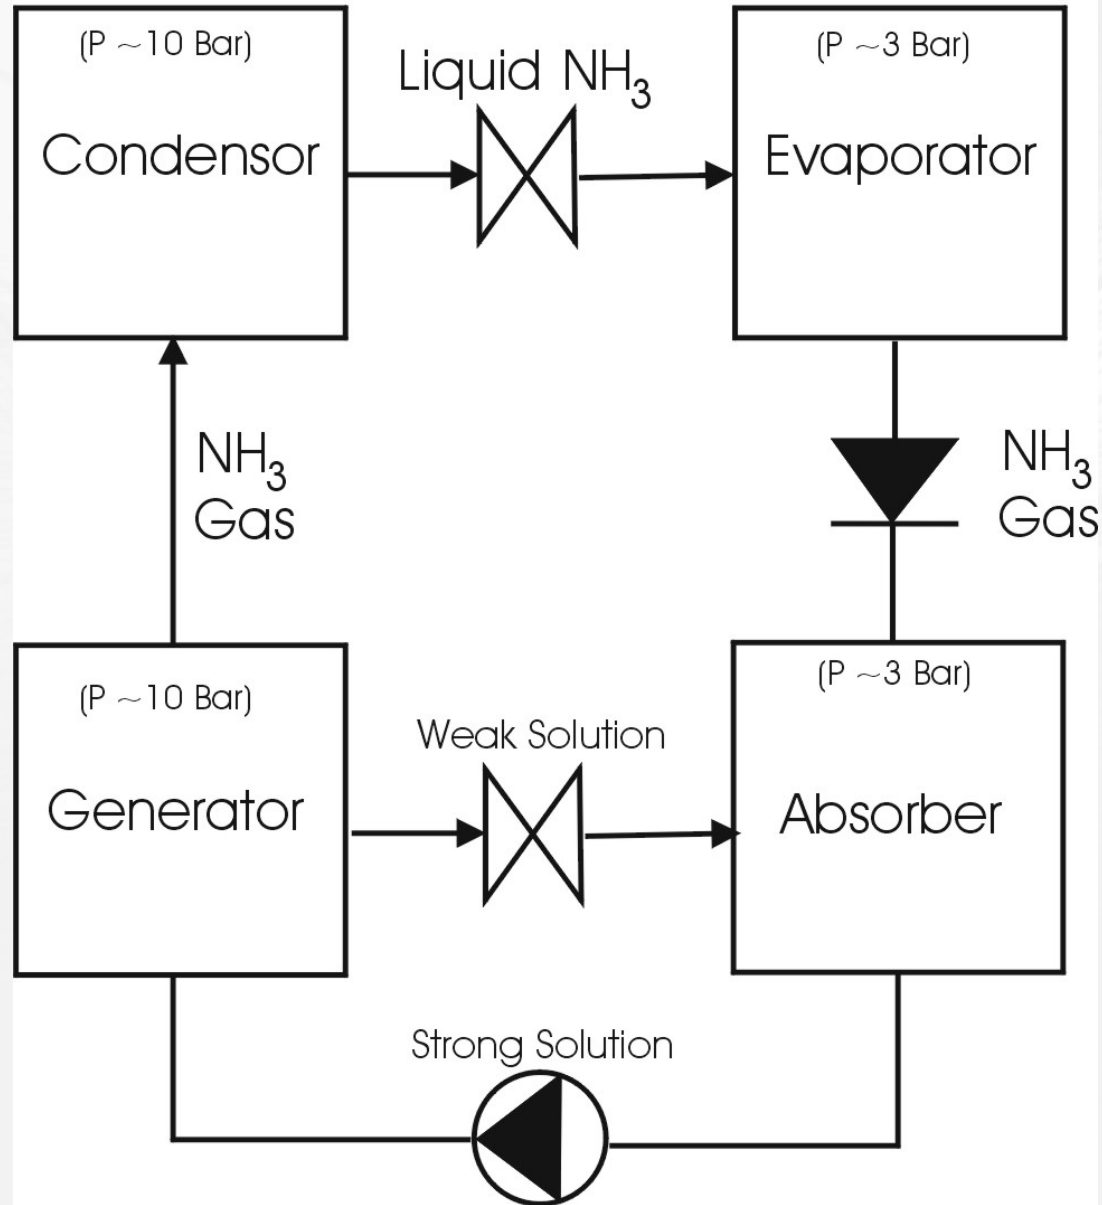 (P ~10 Bar)
Condensor
Liquid NH₃
(P ~3 Bar)
Evaporator
NH₃
Gas
NH₃
Gas
(P ~10 Bar)
Generator
Weak Solution
(P ~3 Bar)
Absorber
Strong Solution